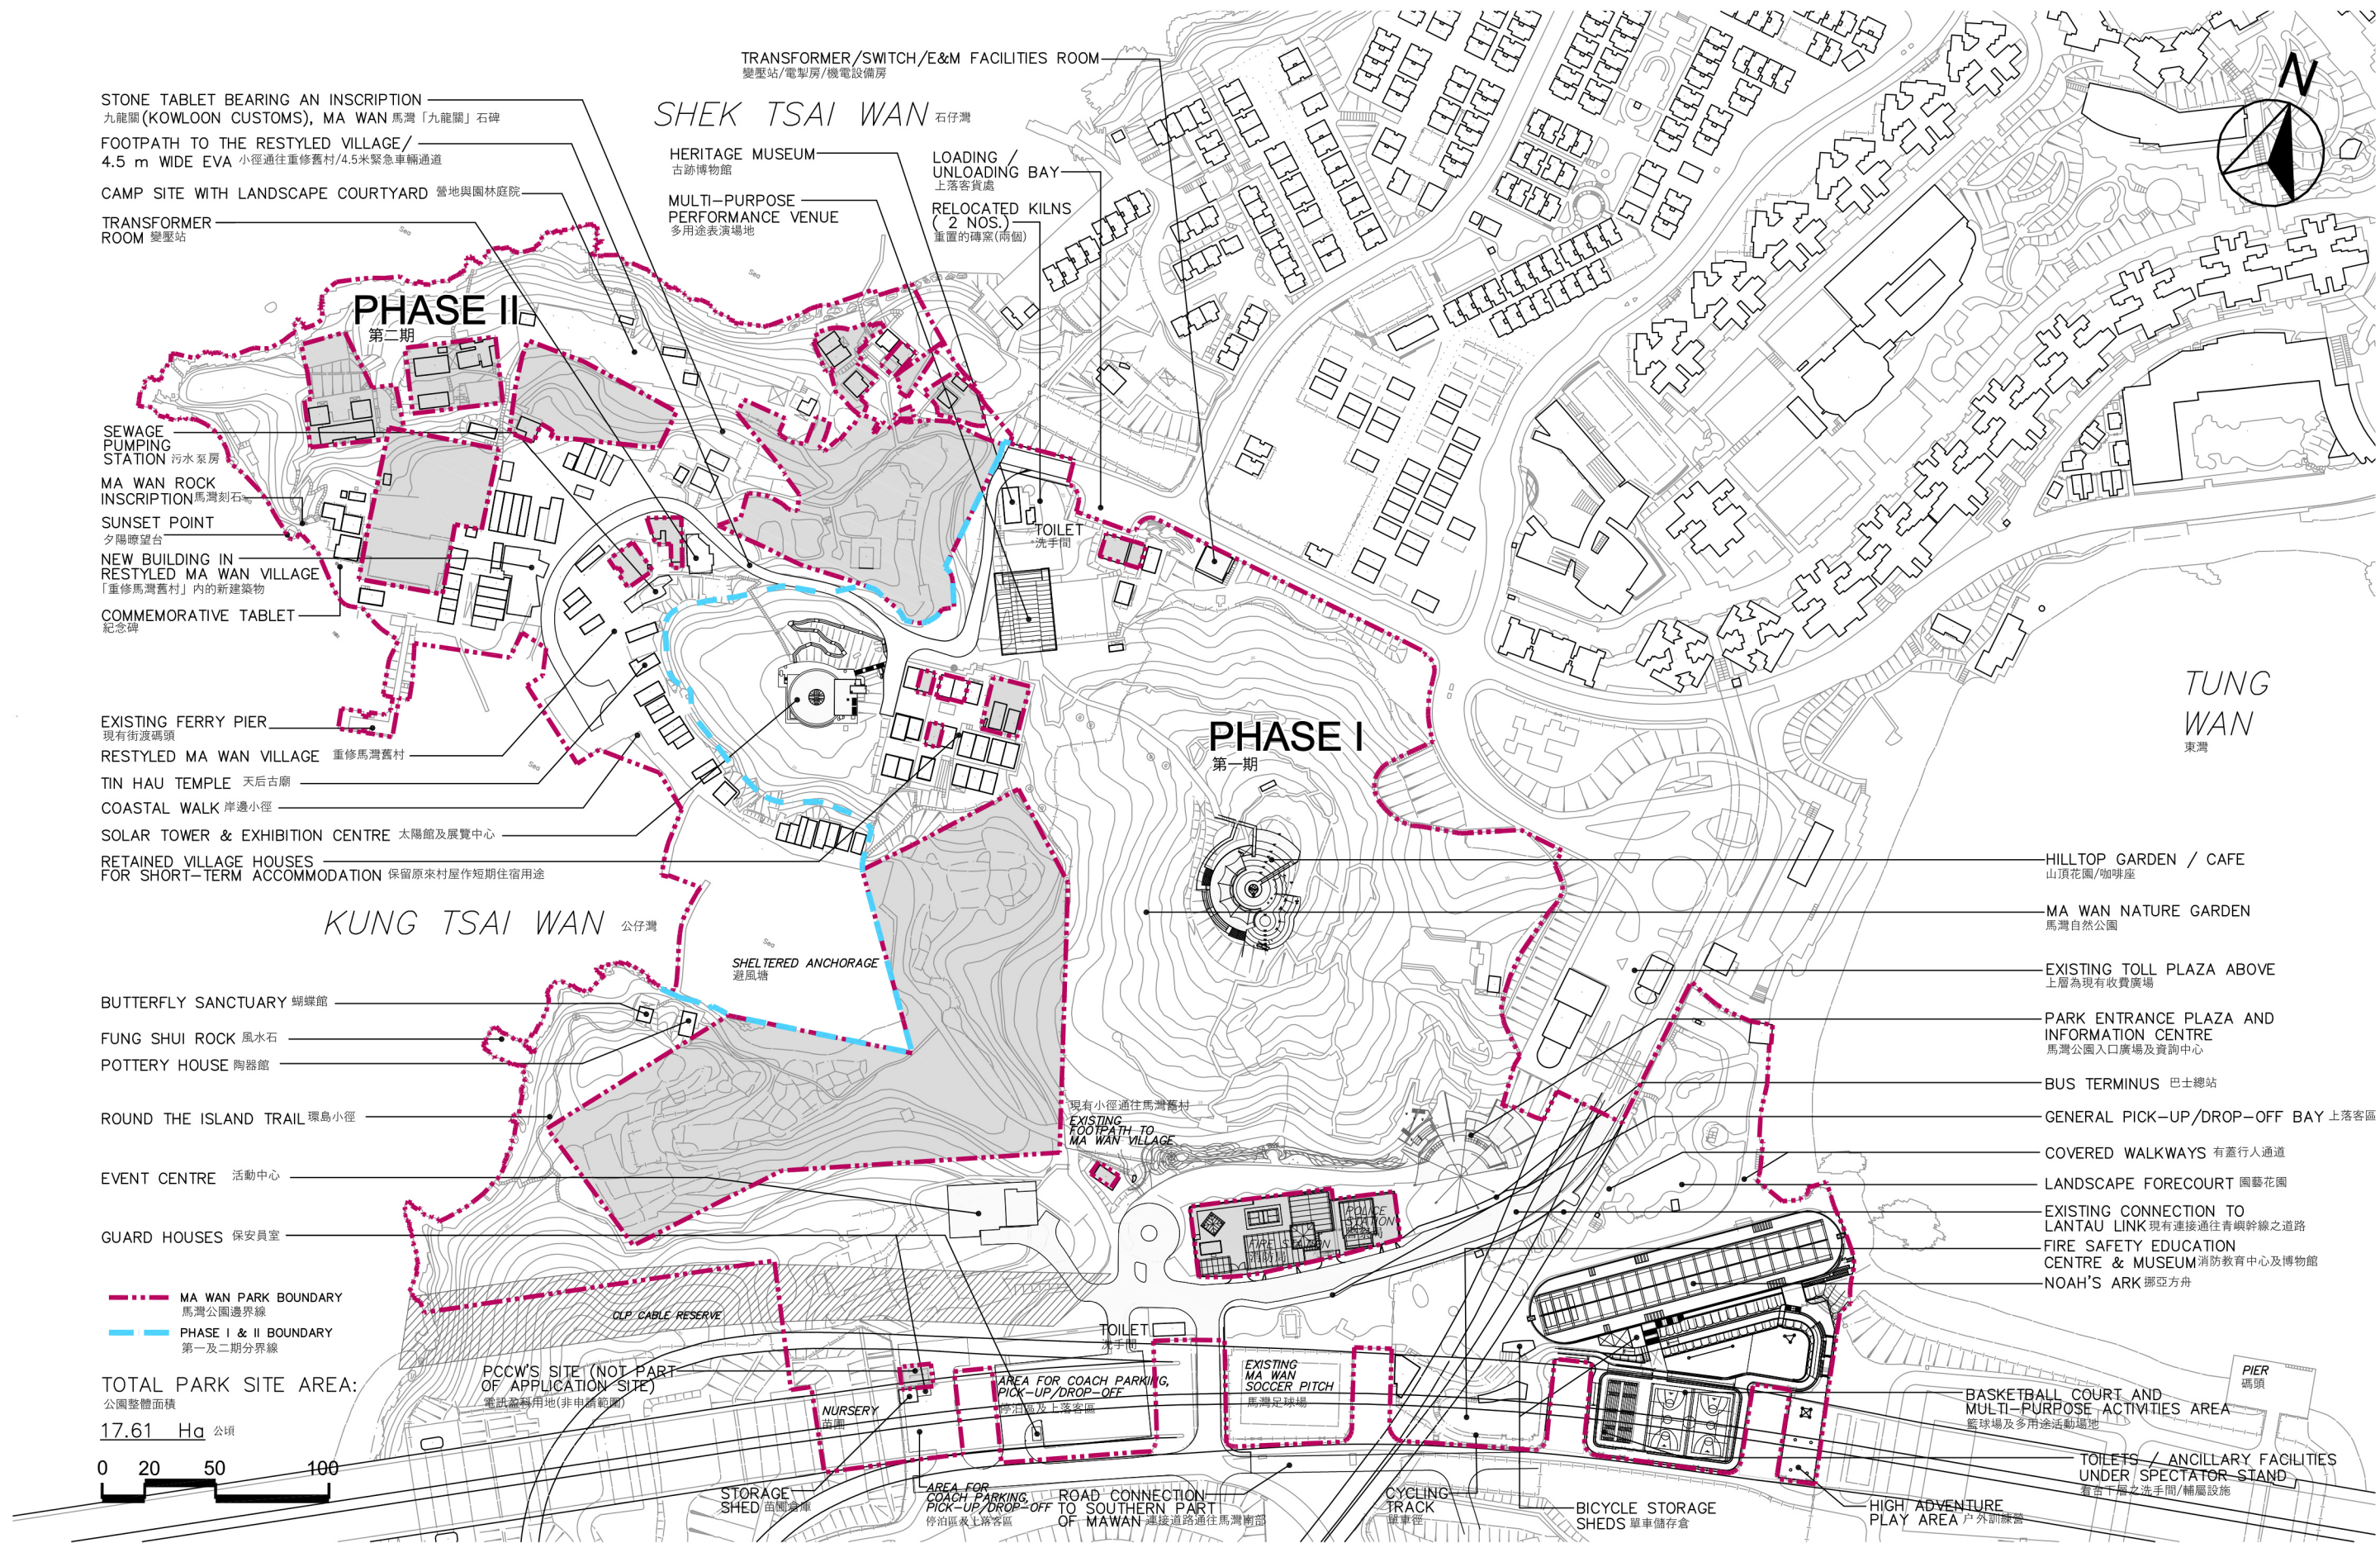 TRANSFORMER/SWITCH/E&M FACILITIES ROOM
變壓站/電掣房/機電設備房
STONE TABLET BEARING AN INSCRIPTION
九龍關(KOWLOON CUSTOMS), MA WAN 馬灣「九龍關」石碑
FOOTPATH TO THE RESTYLED VILLAGE/
4.5 m WIDE EVA 小徑通往重修舊村/4.5米緊急車輛通道
CAMP SITE WITH LANDSCAPE COURTYARD 營地與園林庭院
TRANSFORMER
ROOM 變壓站
SHEK TSAI WAN 石仔灣
HERITAGE MUSEUM
古跡博物館
MULTI-PURPOSE
PERFORMANCE VENUE
多用途表演場地
LOADING /
UNLOADING BAY
上落客貨處
RELOCATED KILNS
( 2 NOS.)
重置的磚窯(兩個)
N
Sea
Sea
PHASE II
第二期
SEWAGE
PUMPING
STATION 污水泵房
MA WAN ROCK
INSCRIPTION 馬灣刻石
SUNSET POINT
夕陽瞭望台
NEW BUILDING IN
RESTYLED MA WAN VILLAGE
「重修馬灣舊村」內的新建築物
COMMEMORATIVE TABLET
紀念碑
TOILET
洗手間
EXISTING FERRY PIER
現有街渡碼頭
RESTYLED MA WAN VILLAGE 重修馬灣舊村
TIN HAU TEMPLE 天后古廟
COASTAL WALK 岸邊小徑
SOLAR TOWER & EXHIBITION CENTRE 太陽館及展覽中心
RETAINED VILLAGE HOUSES
FOR SHORT-TERM ACCOMMODATION 保留原來村屋作短期住宿用途
Sea
PHASE I
第一期
TUNG
WAN
東灣
KUNG TSAI WAN 公仔灣
Sea
SHELTERED ANCHORAGE
避風塘
BUTTERFLY SANCTUARY 蝴蝶館
FUNG SHUI ROCK 風水石
POTTERY HOUSE 陶器館
ROUND THE ISLAND TRAIL 環島小徑
EVENT CENTRE 活動中心
GUARD HOUSES 保安員室
現有小徑通往馬灣舊村
EXISTING
FOOTPATH TO
MA WAN VILLAGE
POLICE
STATION
警署
FIRE STATION
消防局
HILLTOP GARDEN / CAFE
山頂花園/咖啡座
MA WAN NATURE GARDEN
馬灣自然公園
EXISTING TOLL PLAZA ABOVE
上層為現有收費廣場
PARK ENTRANCE PLAZA AND
INFORMATION CENTRE
馬灣公園入口廣場及資詢中心
BUS TERMINUS 巴士總站
GENERAL PICK-UP/DROP-OFF BAY 上落客區
COVERED WALKWAYS 有蓋行人通道
LANDSCAPE FORECOURT 園藝花園
EXISTING CONNECTION TO
LANTAU LINK 現有連接通往青嶼幹線之道路
FIRE SAFETY EDUCATION
CENTRE & MUSEUM 消防教育中心及博物館
NOAH'S ARK 挪亞方舟
MA WAN PARK BOUNDARY
馬灣公園邊界線
PHASE I & II BOUNDARY
第一及二期分界線
TOTAL PARK SITE AREA:
公園整體面積
17.61 Ha 公頃
0 20 50 100
CLP CABLE RESERVE
PCCW'S SITE (NOT PART
OF APPLICATION SITE)
電訊盈科用地(非申請範圍)
NURSERY
苗圃
AREA FOR COACH PARKING,
PICK-UP/DROP-OFF
停泊區及上落客區
TOILET
洗手間
EXISTING
MA WAN
SOCCER PITCH
馬灣足球場
STORAGE
SHED 苗圃倉庫
AREA FOR
COACH PARKING,
PICK-UP/DROP-OFF
停泊區及上落客區
ROAD CONNECTION
TO SOUTHERN PART
OF MAWAN 連接道路通往馬灣南部
CYCLING
TRACK
單車徑
BICYCLE STORAGE
SHEDS 單車儲存倉
PIER
碼頭
BASKETBALL COURT AND
MULTI-PURPOSE ACTIVITIES AREA
籃球場及多用途活動場地
TOILETS / ANCILLARY FACILITIES
UNDER SPECTATOR STAND
看台下層之洗手間/輔屬設施
HIGH ADVENTURE
PLAY AREA 户外訓練營